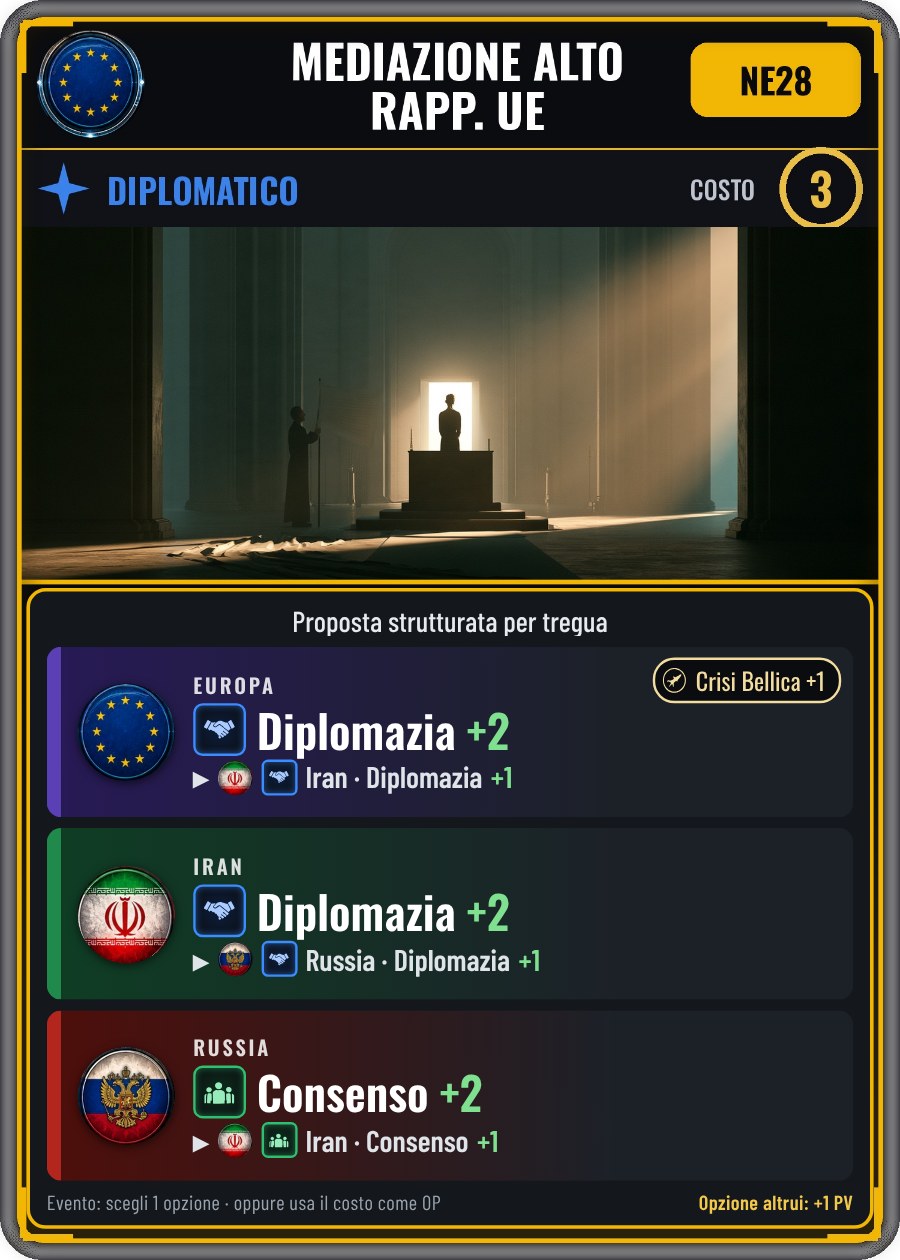 MEDIAZIONE ALTO
RAPP. UE
NE28
DIPLOMATICO
COSTO
3
Proposta strutturata per tregua
EUROPA
Crisi Bellica +1
Diplomazia +2
▶ Iran · Diplomazia +1
IRAN
Diplomazia +2
▶ Russia · Diplomazia +1
RUSSIA
Consenso +2
▶ Iran · Consenso +1
Evento: scegli 1 opzione · oppure usa il costo come OP
Opzione altrui: +1 PV